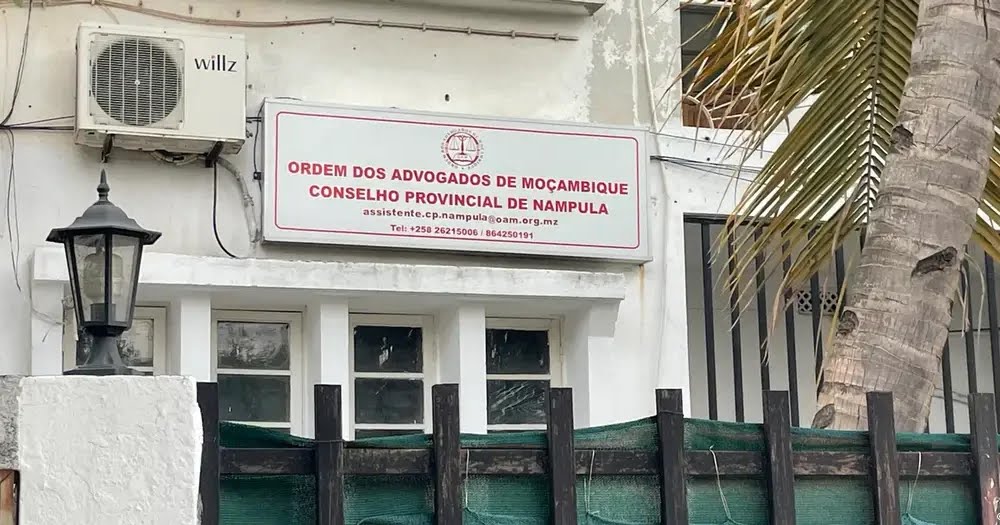 willz
ORDEM DOS ADVOGADOS DE MOÇAMBIQUE
CONSELHO PROVINCIAL DE NAMPULA
assistente.cp.nampula@oam.org.mz
Tel: +258 26215006 / 864250191